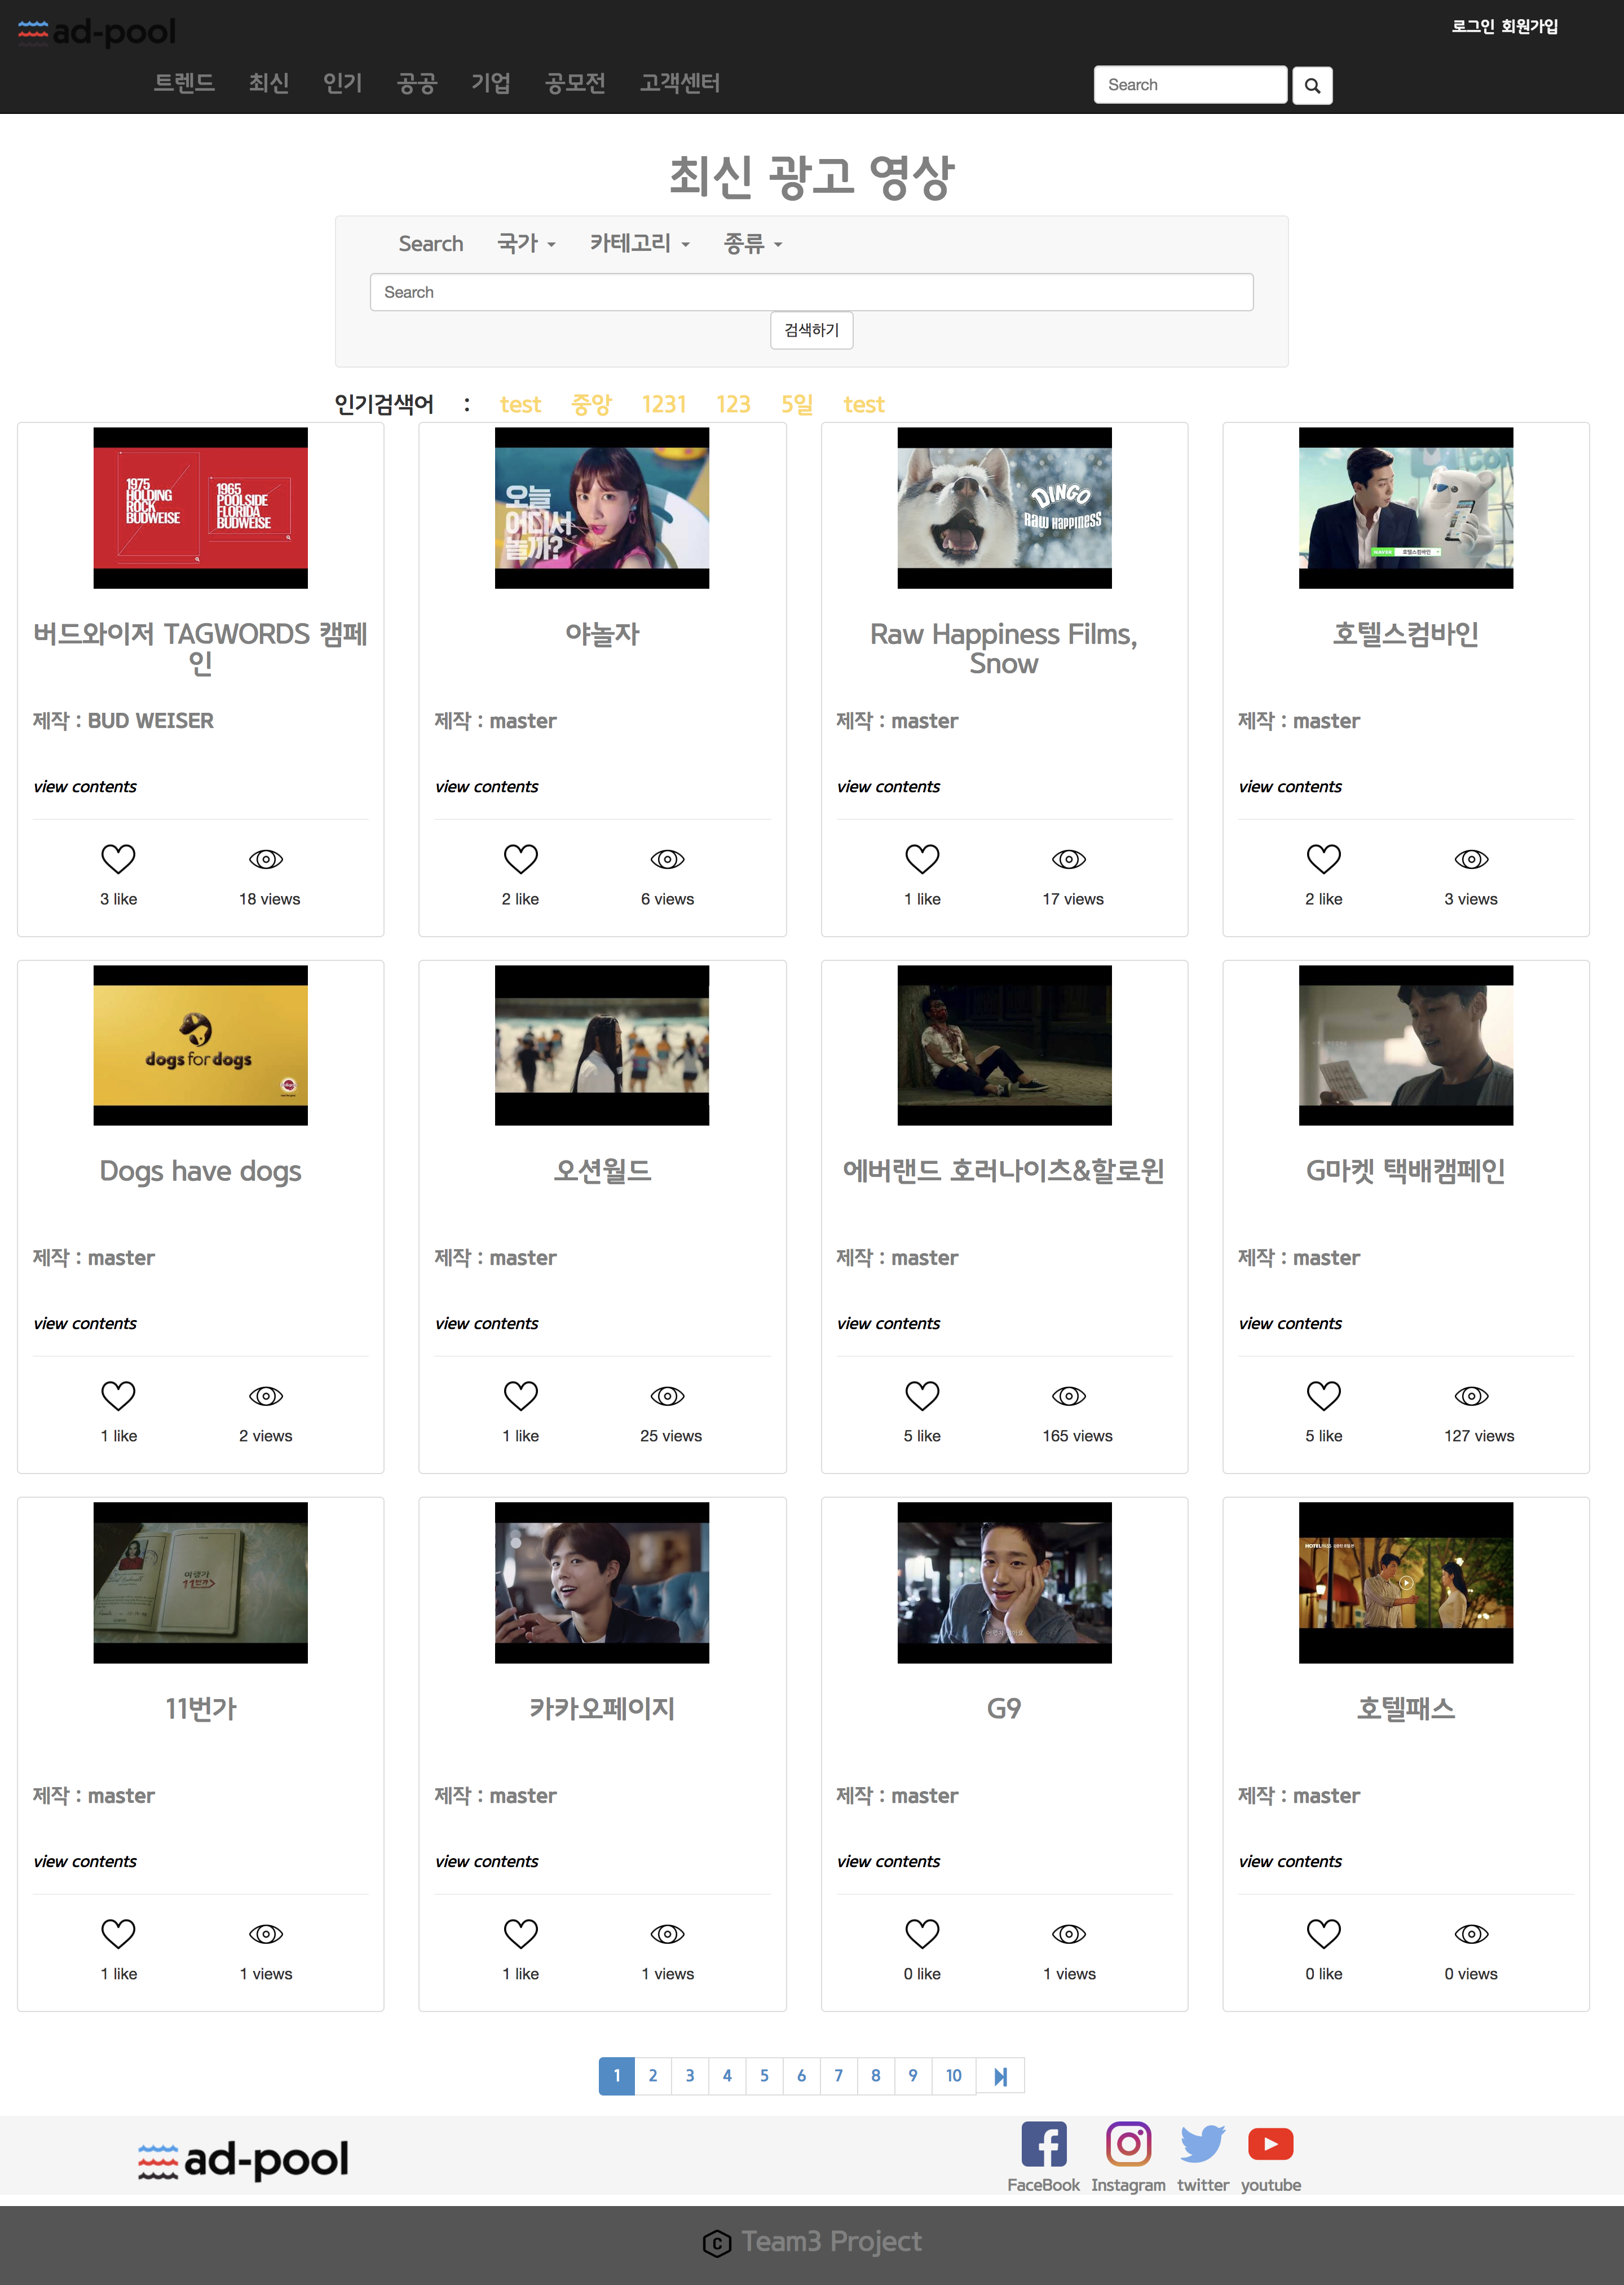 ad-pool
로그인 회원가입
트렌드 최신 인기 공공 기업 공모전 고객센터
Search
최신 광고 영상
Search 국가 카테고리 종류
Search
검색하기
인기검색어 : test 중앙 1231 123 5일 test
1975
HOLDING
ROCK
BUDWEISE
1965
POOLSIDE
FLORIDA
BUDWEISE
오늘
어디서
놀까?
DINGO
RAW HAPPINESS
NAVER 호텔스컴바인
버드와이저 TAGWORDS 캠페
인
야놀자
Raw Happiness Films,
Snow
호텔스컴바인
제작 : BUD WEISER
제작 : master
제작 : master
제작 : master
view contents
view contents
view contents
view contents
3 like 18 views
2 like 6 views
1 like 17 views
2 like 3 views
dogs for dogs
Dogs have dogs
오션월드
에버랜드 호러나이츠&할로윈
G마켓 택배캠페인
제작 : master
제작 : master
제작 : master
제작 : master
view contents
view contents
view contents
view contents
1 like 2 views
1 like 25 views
5 like 165 views
5 like 127 views
여행가
11번가
11번가
카카오페이지
G9
호텔패스
제작 : master
제작 : master
제작 : master
제작 : master
view contents
view contents
view contents
view contents
1 like 1 views
1 like 1 views
0 like 1 views
0 like 0 views
1 2 3 4 5 6 7 8 9 10
ad-pool
FaceBook Instagram twitter youtube
C Team3 Project